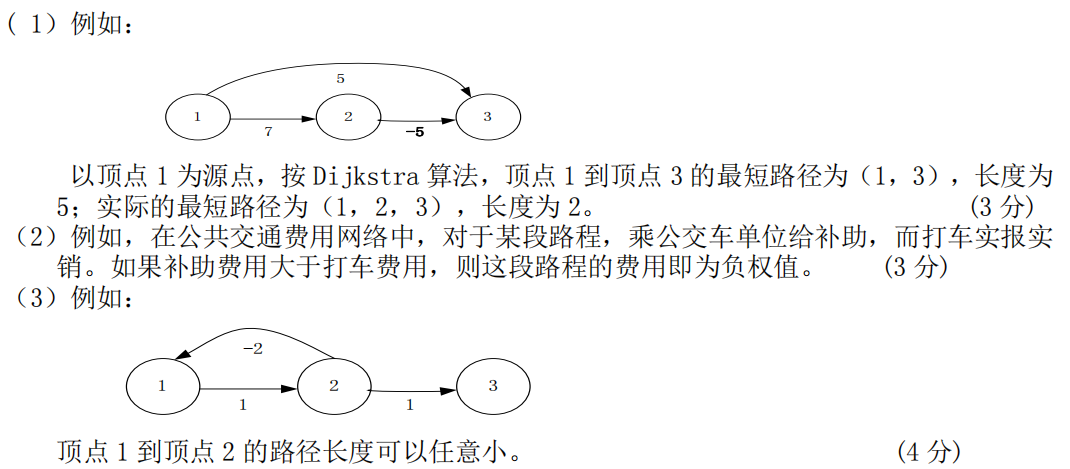 ( 1) 例如：
5
1
2
3
7
-5
以顶点 1 为源点，按 Dijkstra 算法，顶点 1 到顶点 3 的最短路径为（1，3），长度为
5；实际的最短路径为（1，2，3），长度为 2。 (3 分)
（2）例如，在公共交通费用网络中，对于某段路程，乘公交车单位给补助，而打车实报实
销。如果补助费用大于打车费用，则这段路程的费用即为负权值。 (3 分)
（3）例如：
-2
1
2
3
1
1
顶点 1 到顶点 2 的路径长度可以任意小。 (4 分)